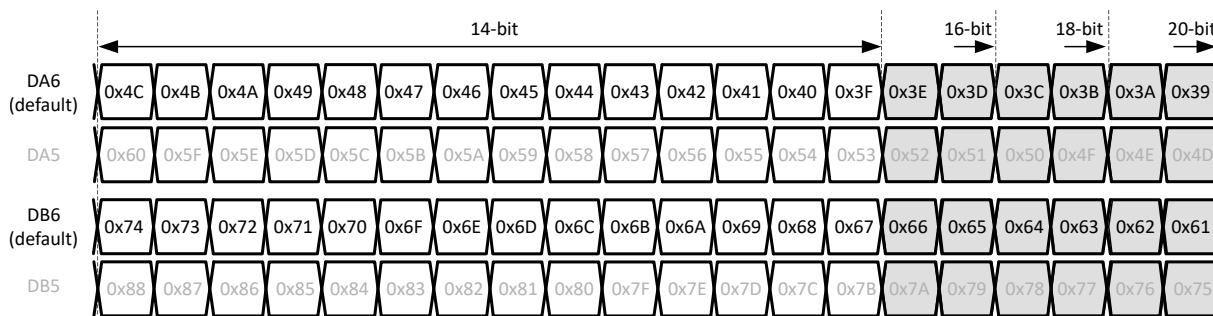 14-bit 16-bit 18-bit 20-bit
DA6 (default) 0x4C 0x4B 0x4A 0x49 0x48 0x47 0x46 0x45 0x44 0x43 0x42 0x41 0x40 0x3F 0x3E 0x3D 0x3C 0x3B 0x3A 0x39
DA5 0x60 0x5F 0x5E 0x5D 0x5C 0x5B 0x5A 0x59 0x58 0x57 0x56 0x55 0x54 0x53 0x52 0x51 0x50 0x4F 0x4E 0x4D
DB6 (default) 0x74 0x73 0x72 0x71 0x70 0x6F 0x6E 0x6D 0x6C 0x6B 0x6A 0x69 0x68 0x67 0x66 0x65 0x64 0x63 0x62 0x61
DB5 0x88 0x87 0x86 0x85 0x84 0x83 0x82 0x81 0x80 0x7F 0x7E 0x7D 0x7C 0x7B 0x7A 0x79 0x78 0x77 0x76 0x75